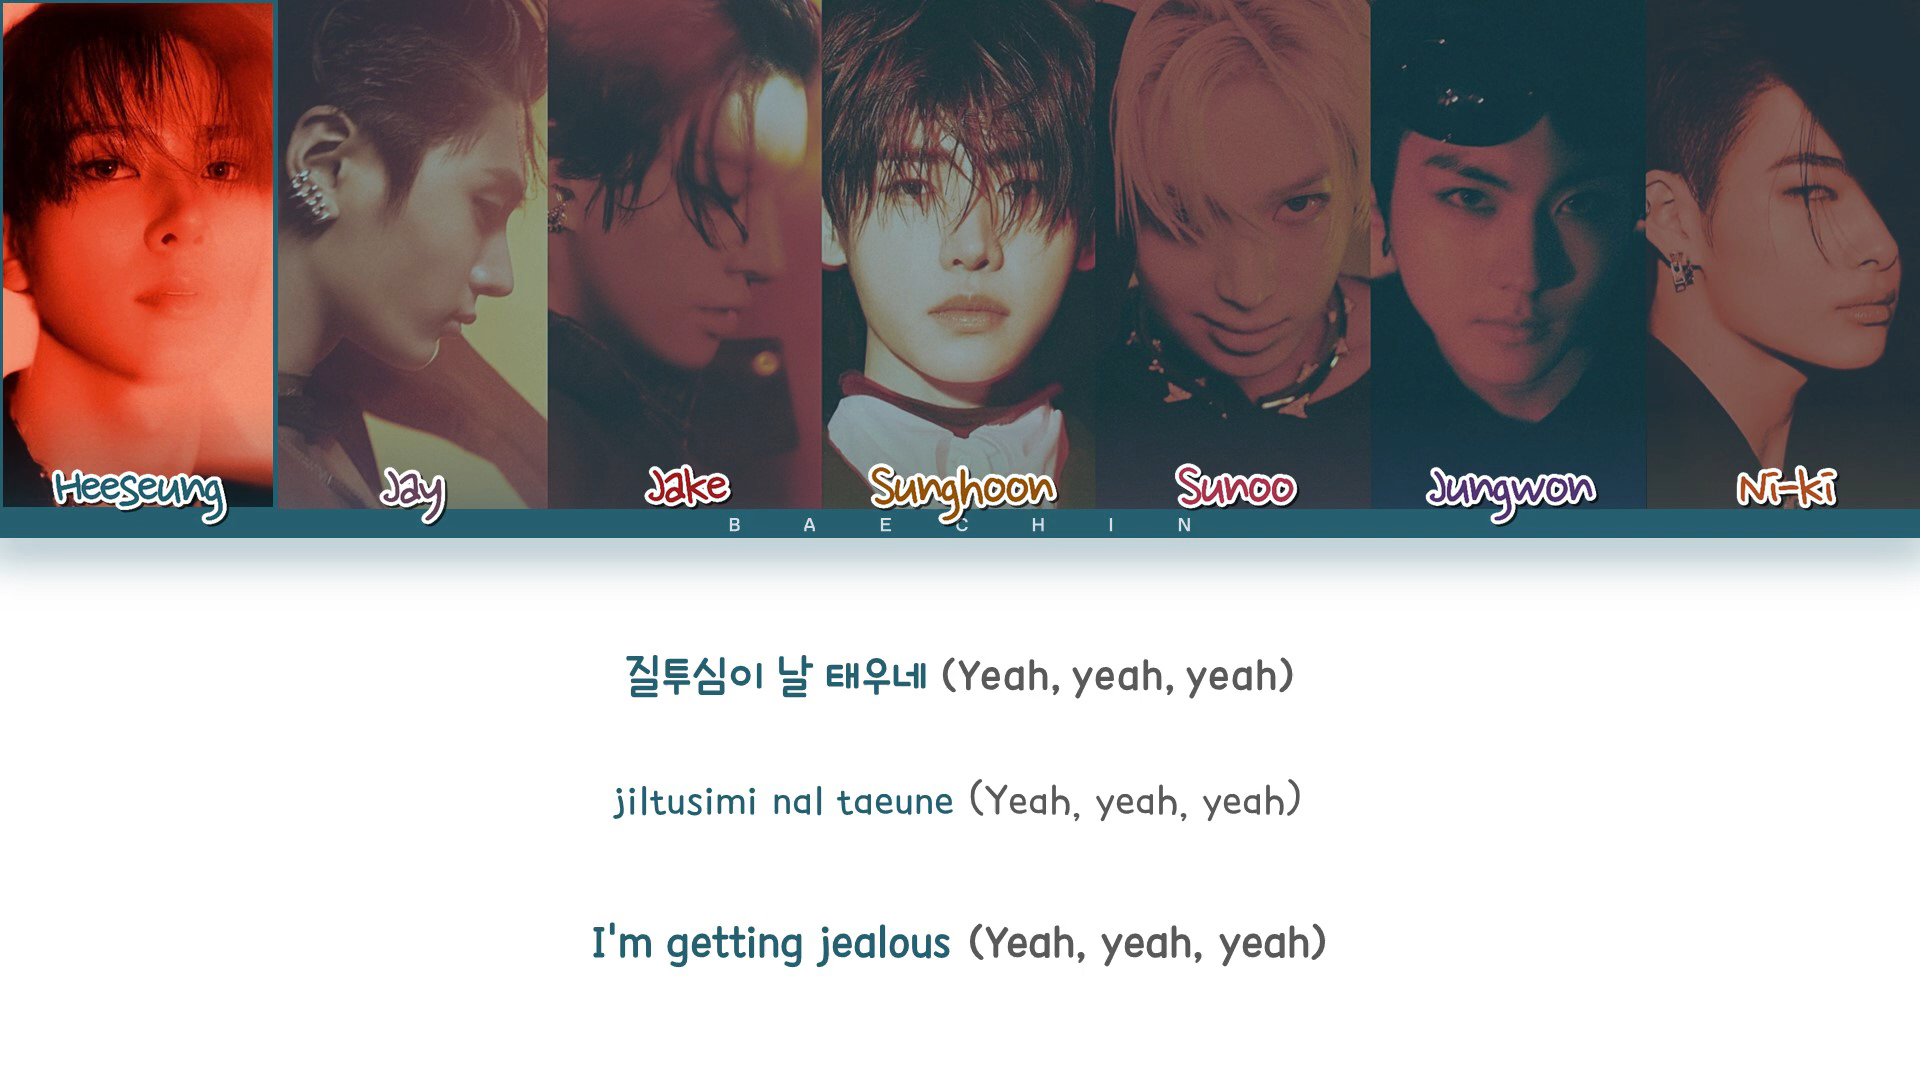 Heeseung Jay Jake Sunghoon Sunoo Jungwon Ni-ki
BAECHIN
질투심이 날 태우네 (Yeah, yeah, yeah)
jiltusimi nal taeune (Yeah, yeah, yeah)
I'm getting jealous (Yeah, yeah, yeah)